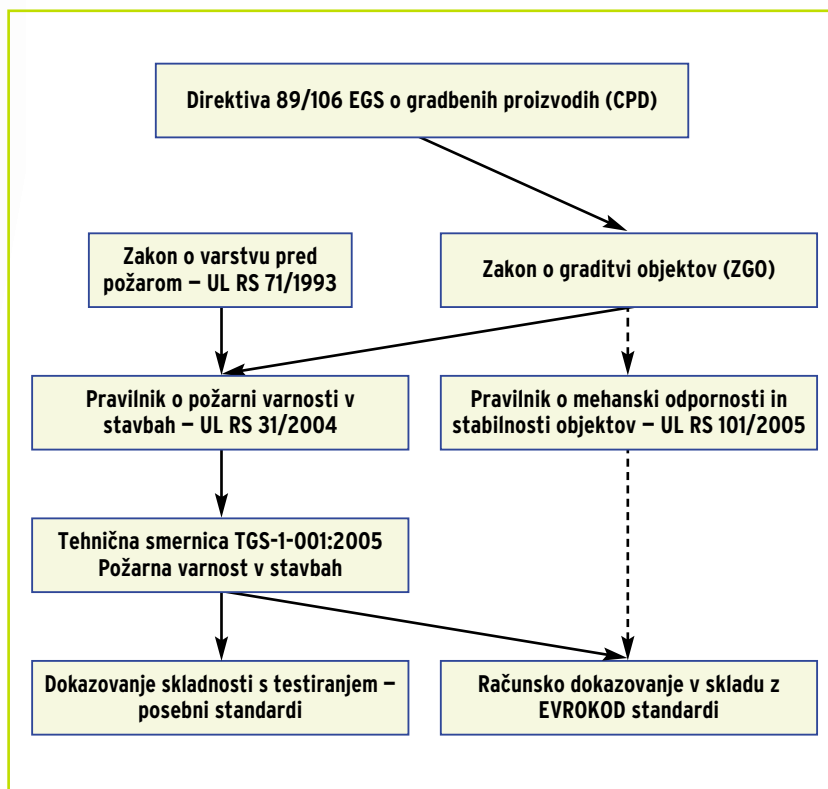 Direktiva 89/106 EGS o gradbenih proizvodih (CPD)
Zakon o varstvu pred
požarom – UL RS 71/1993
Zakon o graditvi objektov (ZGO)
Pravilnik o požarni varnosti v
stavbah – UL RS 31/2004
Pravilnik o mehanski odpornosti in
stabilnosti objektov – UL RS 101/2005
Tehnična smernica TGS-1-001:2005
Požarna varnost v stavbah
Dokazovanje skladnosti s testiranjem –
posebni standardi
Računsko dokazovanje v skladu z
EVROKOD standardi